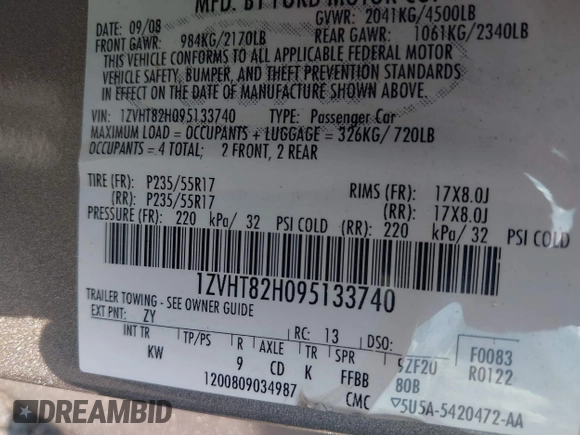 MFD. BY FORD MOTOR CO.
DATE: 09/08 GVWR: 2041KG/4500LB
FRONT GAWR: 984KG/2170LB REAR GAWR: 1061KG/2340LB
THIS VEHICLE CONFORMS TO ALL APPLICABLE FEDERAL MOTOR
VEHICLE SAFETY, BUMPER, AND THEFT PREVENTION STANDARDS
IN EFFECT ON THE DATE OF MANUFACTURE SHOWN ABOVE.
VIN: 1ZVHT82H095133740 TYPE: Passenger Car
MAXIMUM LOAD = OCCUPANTS + LUGGAGE = 326KG/720LB
OCCUPANTS = 4 TOTAL; 2 FRONT, 2 REAR
TIRE (FR): P235/55R17 RIMS (FR): 17X8.0J
(RR): P235/55R17 (RR): 17X8.0J
PRESSURE (FR): 220 kPa/ 32 PSI COLD (RR): 220 kPa/ 32 PSI COLD
1ZVHT82H095133740
TRAILER TOWING - SEE OWNER GUIDE
EXT PNT: ZY RC: 13 DSO: F0083
INT TR TP/PS R AXLE TR SPR 9ZF2U R0122
KW 9 CD K FFBB 80B
1200809034987 CMC ▽5U5A-5420472-AA
DREAMBID .COM